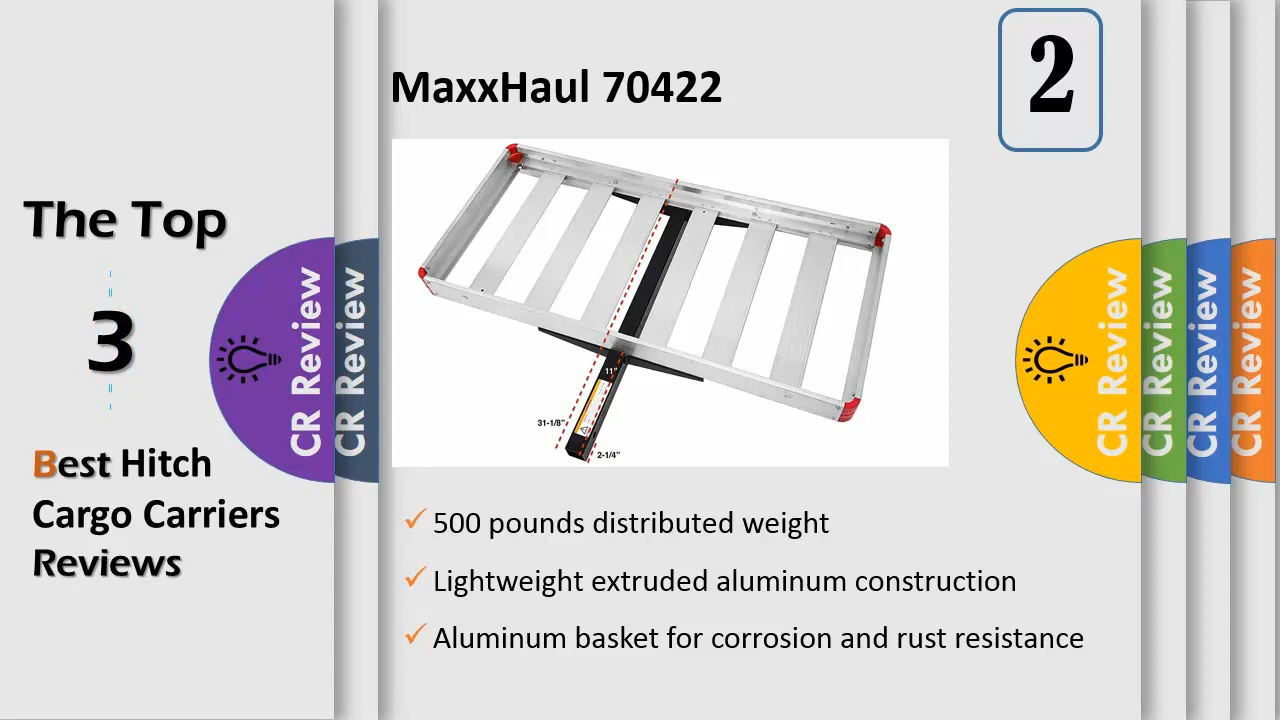 The Top
3
Best Hitch
Cargo Carriers
Reviews
CR Review
CR Review
MaxxHaul 70422
2
11"
31-1/8"
2-1/4"
✓ 500 pounds distributed weight
✓ Lightweight extruded aluminum construction
✓ Aluminum basket for corrosion and rust resistance
CR Review
CR Review
CR Review
CR Review